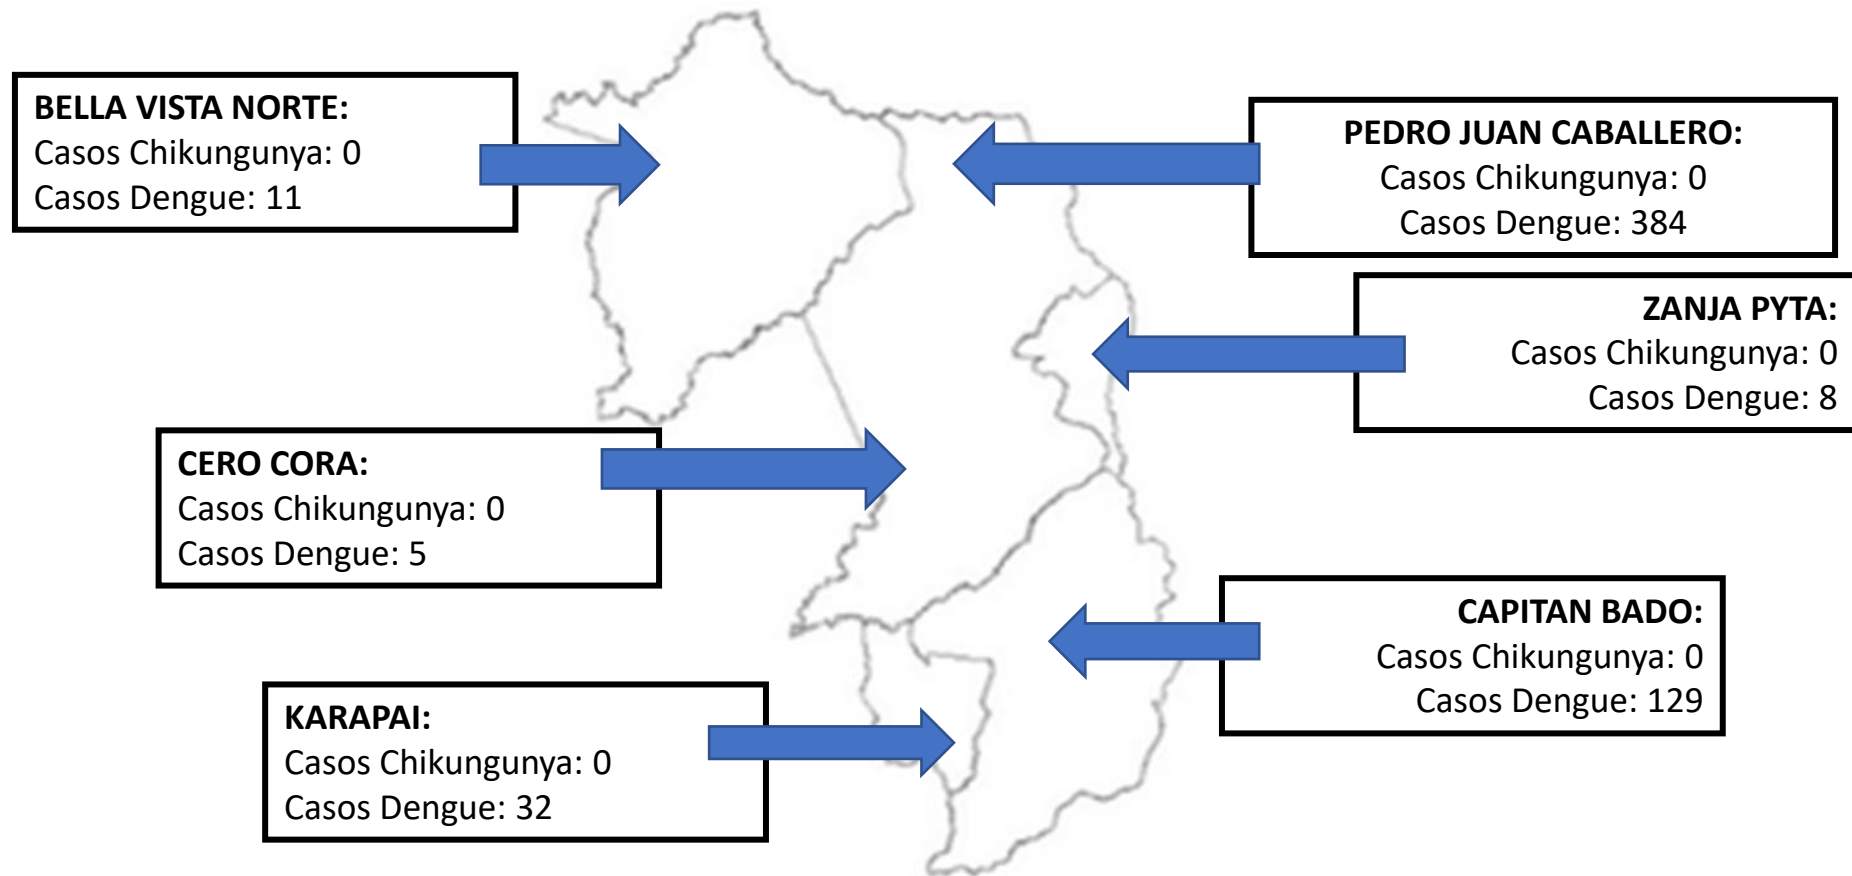 BELLA VISTA NORTE:
Casos Chikungunya: 0
Casos Dengue: 11
PEDRO JUAN CABALLERO:
Casos Chikungunya: 0
Casos Dengue: 384
ZANJA PYTA:
Casos Chikungunya: 0
Casos Dengue: 8
CERO CORA:
Casos Chikungunya: 0
Casos Dengue: 5
CAPITAN BADO:
Casos Chikungunya: 0
Casos Dengue: 129
KARAPAI:
Casos Chikungunya: 0
Casos Dengue: 32